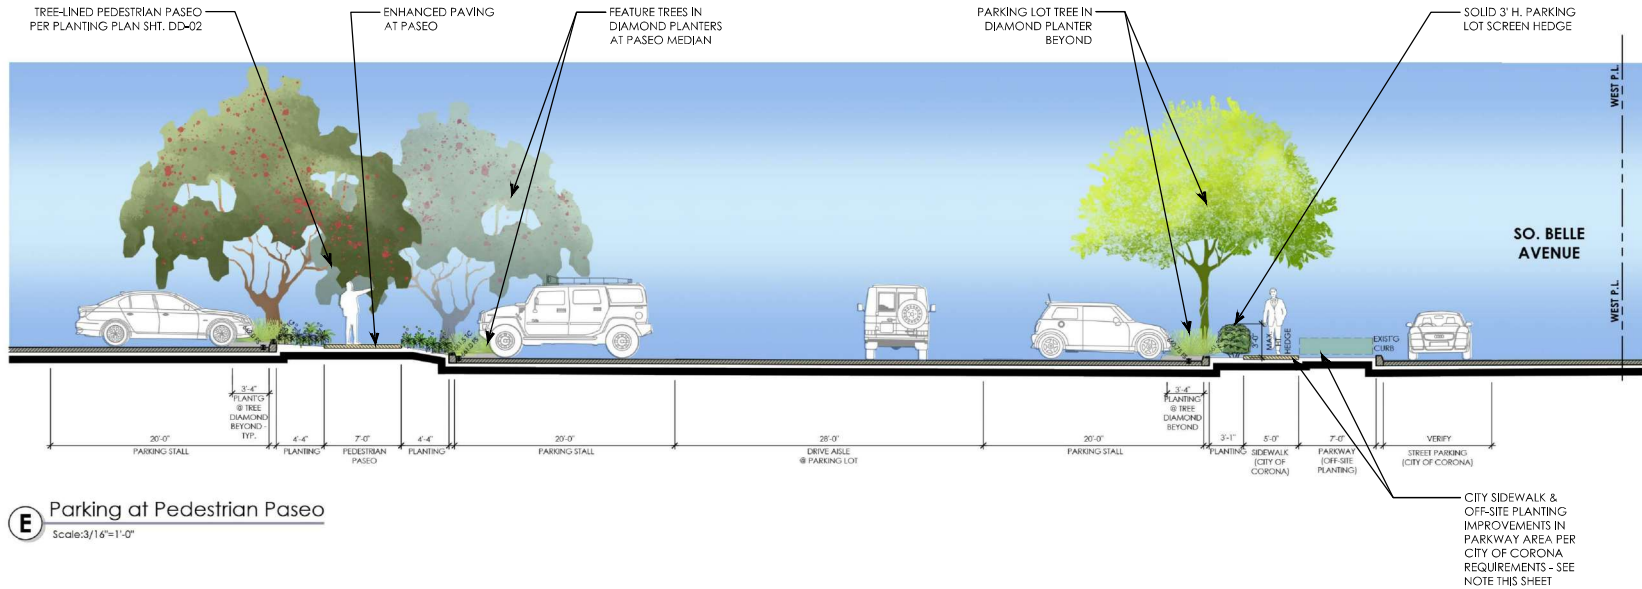 TREE-LINED PEDESTRIAN PASEO
PER PLANTING PLAN SHT. DD-02
ENHANCED PAVING
AT PASEO
FEATURE TREES IN
DIAMOND PLANTERS
AT PASEO MEDIAN
PARKING LOT TREE IN
DIAMOND PLANTER
BEYOND
SOLID 3' H. PARKING
LOT SCREEN HEDGE
WEST P.L.
SO. BELLE
AVENUE
WEST P.L.
3'-0"
MAX
HT
HEDGE
EXIST'G
CURB
3'-4"
PLANT'G
@ TREE
DIAMOND
BEYOND -
TYP.
3'-4"
PLANTING
@ TREE
DIAMOND
BEYOND
20'-0"
PARKING STALL
4'-4"
PLANTING
7'-0"
PEDESTRIAN
PASEO
4'-4"
PLANTING
20'-0"
PARKING STALL
28'-0"
DRIVE AISLE
@ PARKING LOT
20'-0"
PARKING STALL
3'-1"
PLANTING
5'-0"
SIDEWALK
(CITY OF
CORONA)
7'-0"
PARKWAY
(OFF-SITE
PLANTING)
VERIFY
STREET PARKING
(CITY OF CORONA)
E
Parking at Pedestrian Paseo
Scale:3/16"=1'-0"
CITY SIDEWALK &
OFF-SITE PLANTING
IMPROVEMENTS IN
PARKWAY AREA PER
CITY OF CORONA
REQUIREMENTS - SEE
NOTE THIS SHEET